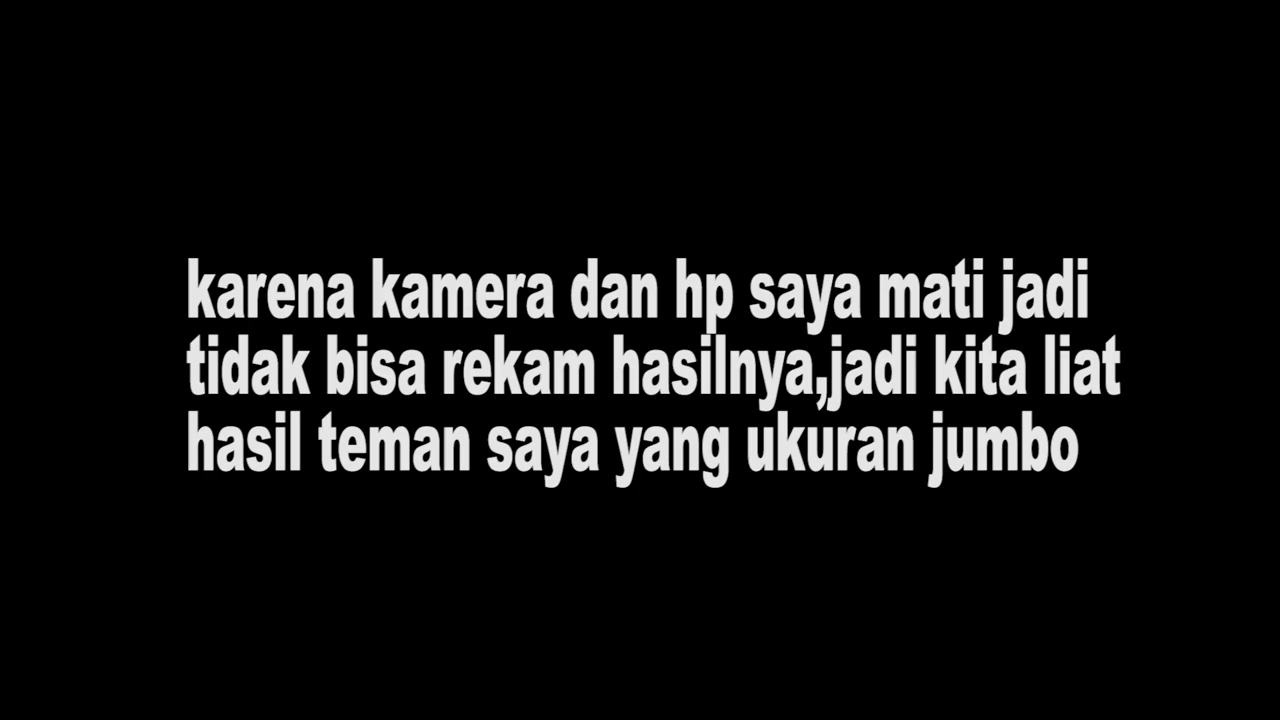 karena kamera dan hp saya mati jadi
tidak bisa rekam hasilnya,jadi kita liat
hasil teman saya yang ukuran jumbo